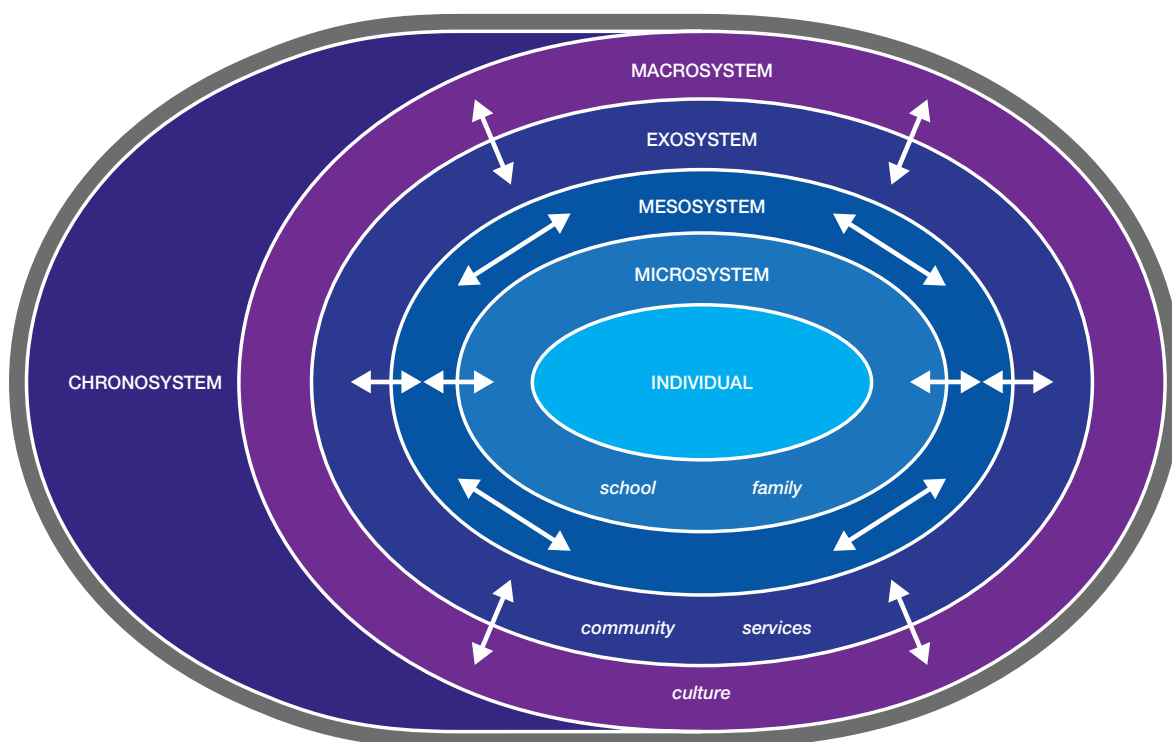 MACROSYSTEM
EXOSYSTEM
MESOSYSTEM
MICROSYSTEM
CHRONOSYSTEM
INDIVIDUAL
school family
community services
culture